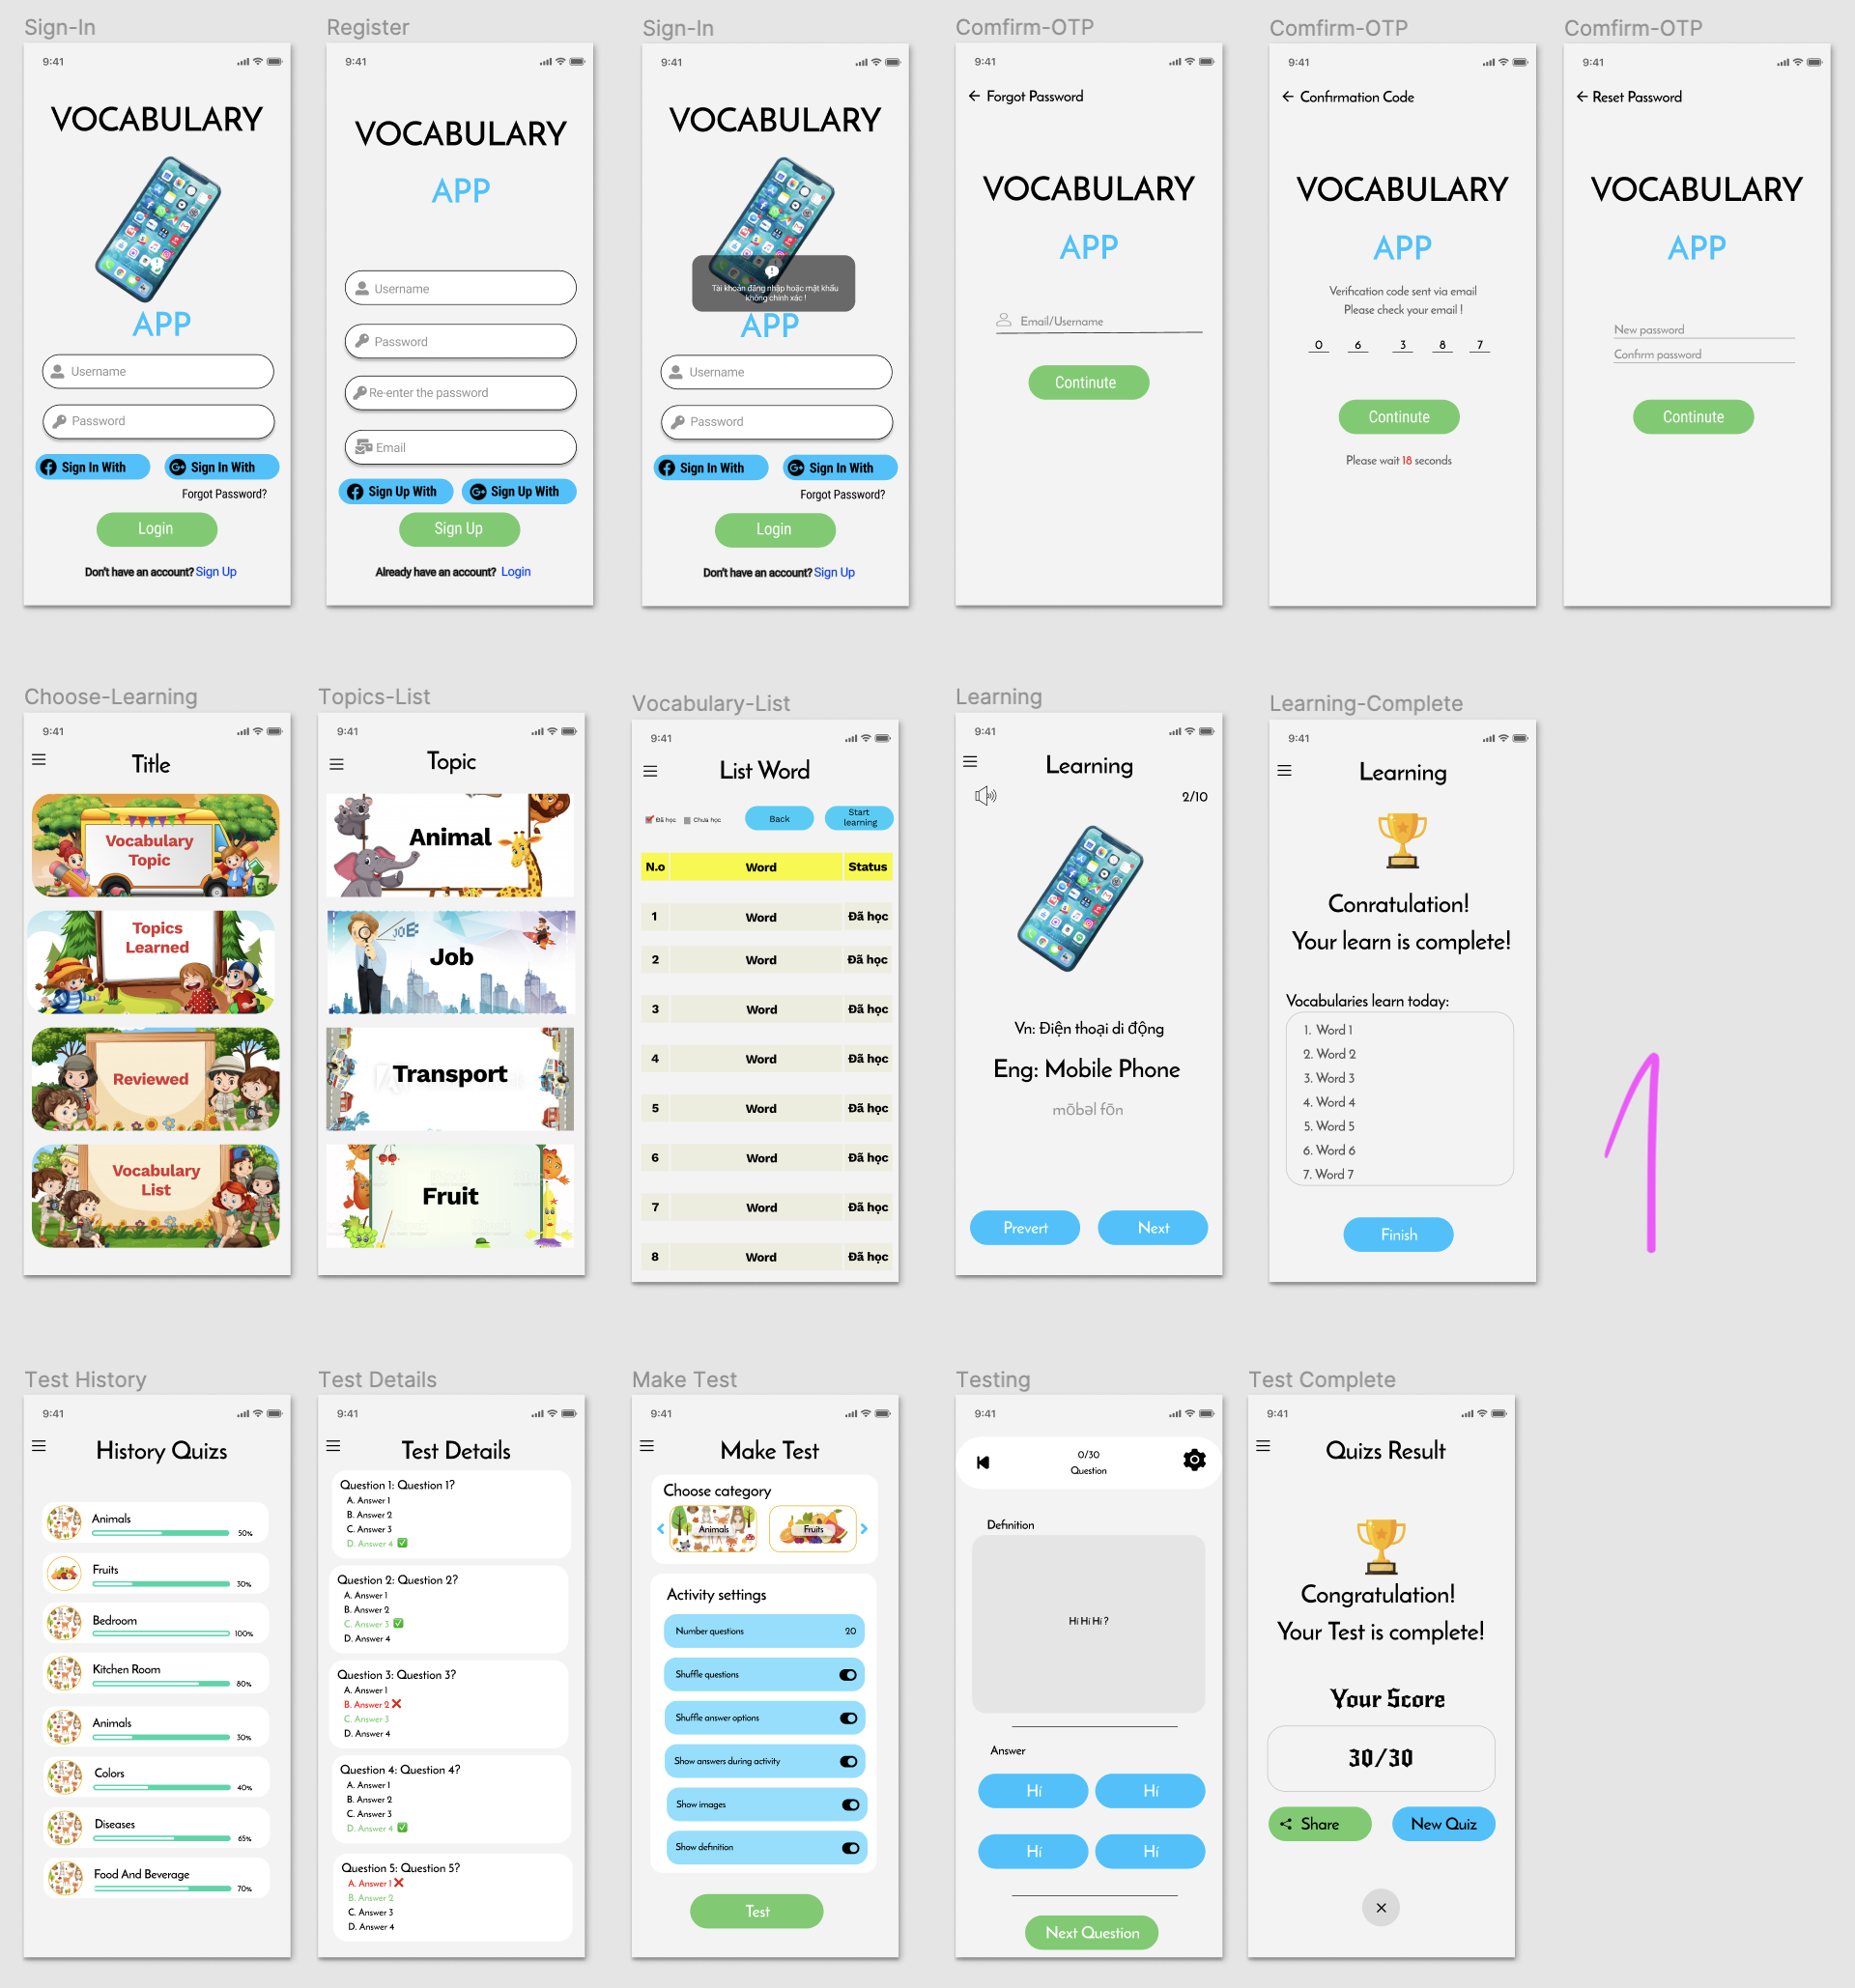 Sign-In
9:41
VOCABULARY
APP
Username
Password
Sign In With
Sign In With
Forgot Password?
Login
Don't have an account? Sign Up
Register
9:41
VOCABULARY
APP
Username
Password
Re-enter the password
Email
Sign Up With
Sign Up With
Sign Up
Already have an account? Login
Sign-In
9:41
VOCABULARY
Tài khoản đăng nhập hoặc mật khẩu
không chính xác !
APP
Username
Password
Sign In With
Sign In With
Forgot Password?
Login
Don't have an account? Sign Up
Comfirm-OTP
9:41
Forgot Password
VOCABULARY
APP
Email/Username
Continute
Comfirm-OTP
9:41
Confirmation Code
VOCABULARY
APP
Verification code sent via email
Please check your email !
0 6 3 8 7
Continute
Please wait 18 seconds
Comfirm-OTP
9:41
Reset Password
VOCABULARY
APP
New password
Confirm password
Continute
Choose-Learning
9:41
Title
Vocabulary
Topic
Topics
Learned
Reviewed
Vocabulary
List
Topics-List
9:41
Topic
Animal
JOB
Job
Transport
Fruit
Vocabulary-List
9:41
List Word
Đã học
Chưa học
Back
Start
learning
N.o Word Status
1 Word Đã học
2 Word Đã học
3 Word Đã học
4 Word Đã học
5 Word Đã học
6 Word Đã học
7 Word Đã học
8 Word Đã học
Learning
9:41
Learning
2/10
Vn: Điện thoại di động
Eng: Mobile Phone
mōbəl fōn
Prevert
Next
Learning-Complete
9:41
Learning
Conratulation!
Your learn is complete!
Vocabularies learn today:
1. Word 1
2. Word 2
3. Word 3
4. Word 4
5. Word 5
6. Word 6
7. Word 7
Finish
1
Test History
9:41
History Quizs
Animals
50%
Fruits
30%
Bedroom
100%
Kitchen Room
80%
Animals
30%
Colors
40%
Diseases
65%
Food And Beverage
70%
Test Details
9:41
Test Details
Question 1: Question 1?
A. Answer 1
B. Answer 2
C. Answer 3
D. Answer 4
Question 2: Question 2?
A. Answer 1
B. Answer 2
C. Answer 3
D. Answer 4
Question 3: Question 3?
A. Answer 1
B. Answer 2
C. Answer 3
D. Answer 4
Question 4: Question 4?
A. Answer 1
B. Answer 2
C. Answer 3
D. Answer 4
Question 5: Question 5?
A. Answer 1
B. Answer 2
C. Answer 3
D. Answer 4
Make Test
9:41
Make Test
Choose category
Animals
Fruits
Activity settings
Number questions 20
Shuffle questions
Shuffle answer options
Show answers during activity
Show images
Show definition
Test
Testing
9:41
0/30
Question
Definition
Hí Hí Hí ?
Answer
Hí
Hí
Hí
Hí
Next Question
Test Complete
9:41
Quizs Result
Congratulation!
Your Test is complete!
Your Score
30/30
Share
New Quiz